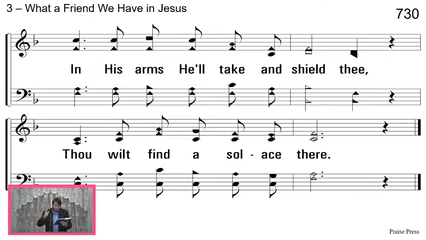 3 – What a Friend We Have in Jesus
730
In His arms He'll take and shield thee,
Thou wilt find a sol - ace there.
Praise Press